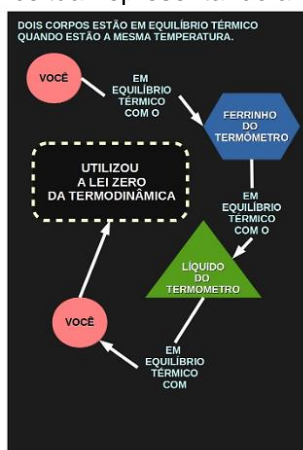 DOIS CORPOS ESTÃO EM EQUILÍBRIO TÉRMICO
QUANDO ESTÃO A MESMA TEMPERATURA.
VOCÊ
EM
EQUILÍBRIO
TÉRMICO
COM O
FERRINHO
DO
TERMÔMETRO
EM
EQUILÍBRIO
TÉRMICO
COM O
LÍQUIDO
DO
TERMOMETRO
EM
EQUILÍBRIO
TÉRMICO
COM
VOCÊ
UTILIZOU
A LEI ZERO
DA TERMODINÂMICA